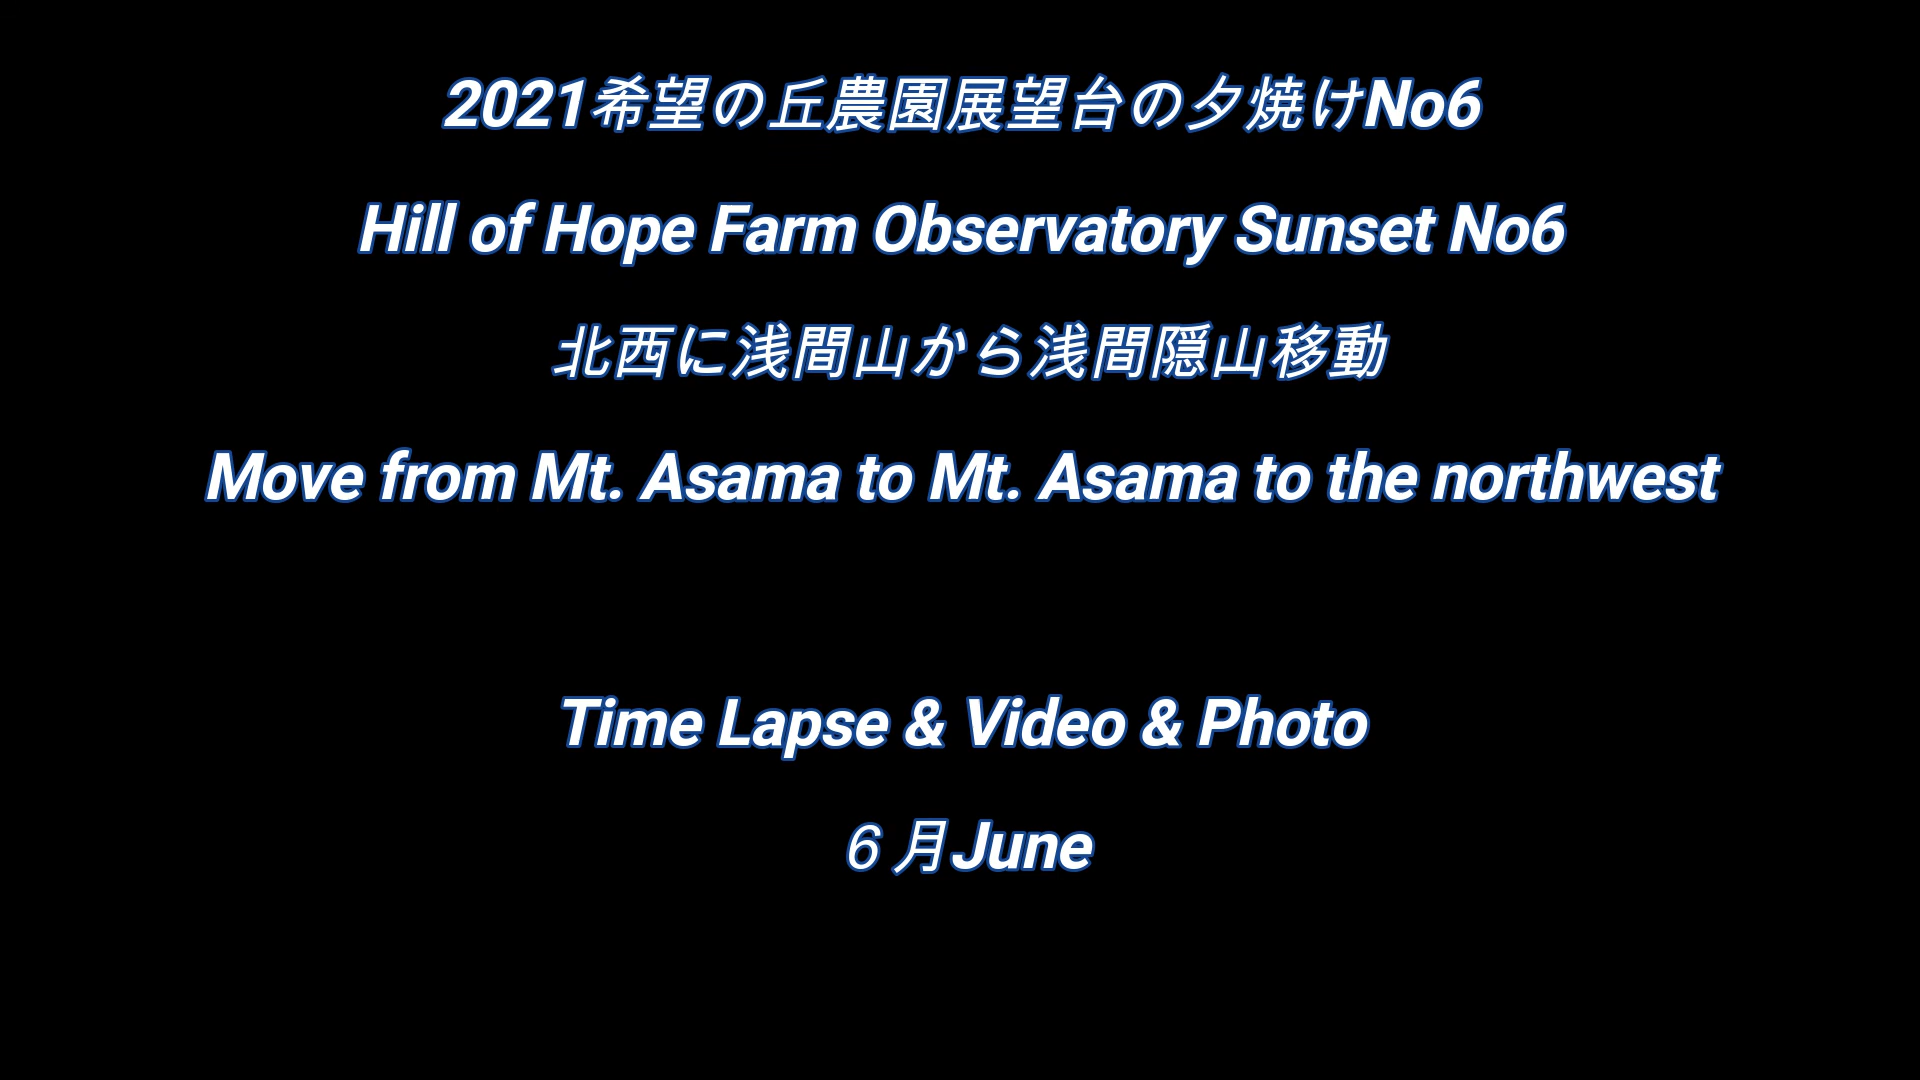 2021希望の丘農園展望台の夕焼けNo6
Hill of Hope Farm Observatory Sunset No6
北西に浅間山から浅間隠山移動
Move from Mt. Asama to Mt. Asama to the northwest
Time Lapse & Video & Photo
６月June